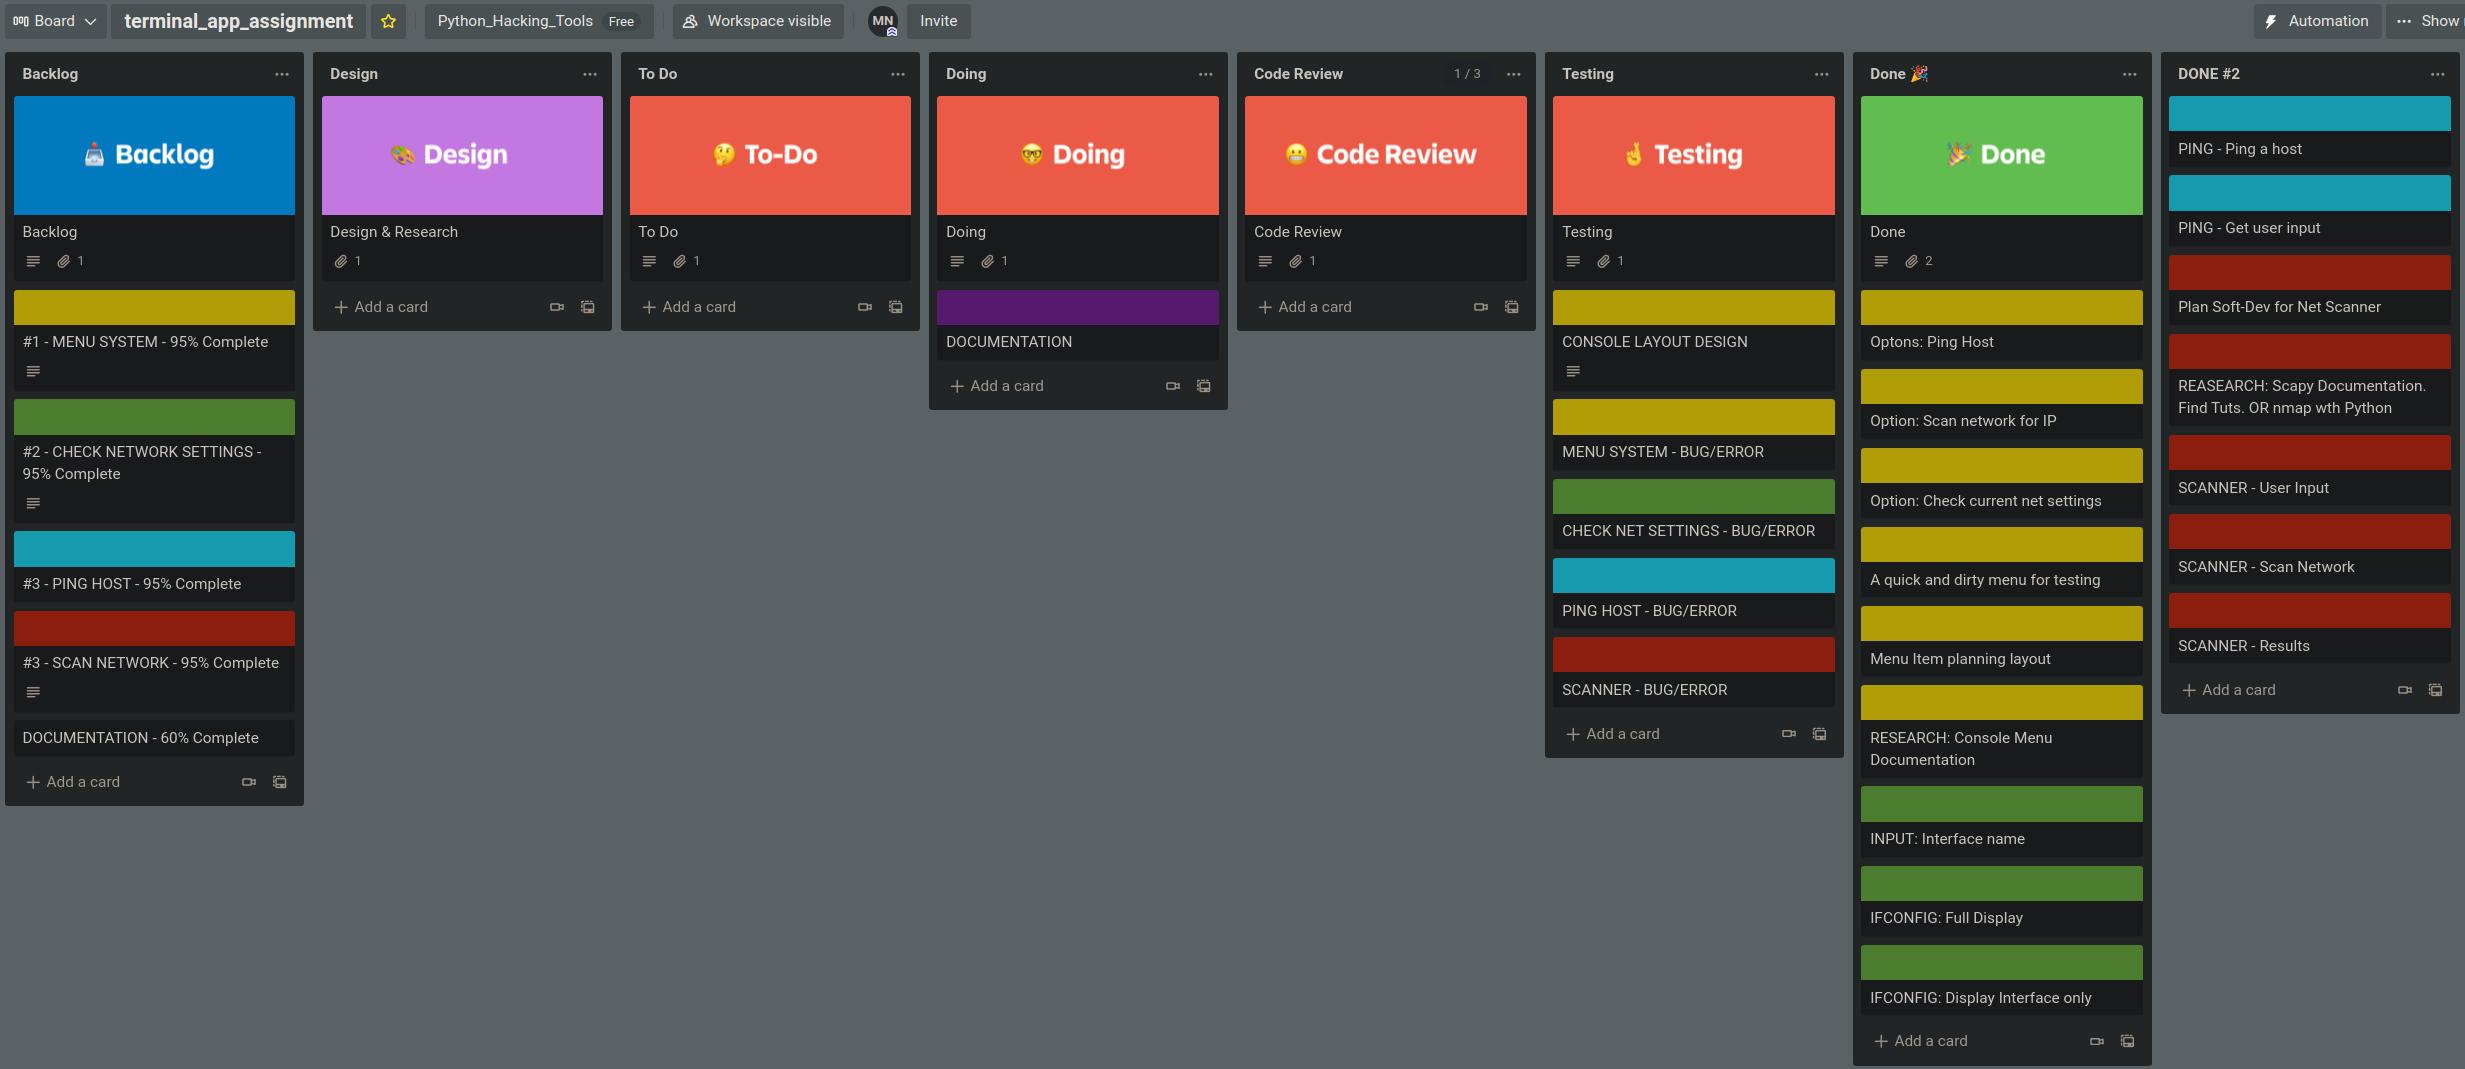 Board
terminal_app_assignment
Python_Hacking_Tools Free
Workspace visible
MN
Invite
Automation
Show
Backlog
Backlog
Backlog
1
#1 - MENU SYSTEM - 95% Complete
#2 - CHECK NETWORK SETTINGS -
95% Complete
#3 - PING HOST - 95% Complete
#3 - SCAN NETWORK - 95% Complete
DOCUMENTATION - 60% Complete
Add a card
Design
Design
Design & Research
1
Add a card
To Do
To-Do
To Do
1
Add a card
Doing
Doing
Doing
1
DOCUMENTATION
Add a card
Code Review
1 / 3
Code Review
Code Review
1
Add a card
Testing
Testing
Testing
1
CONSOLE LAYOUT DESIGN
MENU SYSTEM - BUG/ERROR
CHECK NET SETTINGS - BUG/ERROR
PING HOST - BUG/ERROR
SCANNER - BUG/ERROR
Add a card
Done 🎉
Done
Done
2
Optons: Ping Host
Option: Scan network for IP
Option: Check current net settings
A quick and dirty menu for testing
Menu Item planning layout
RESEARCH: Console Menu
Documentation
INPUT: Interface name
IFCONFIG: Full Display
IFCONFIG: Display Interface only
Add a card
DONE #2
PING - Ping a host
PING - Get user input
Plan Soft-Dev for Net Scanner
REASEARCH: Scapy Documentation.
Find Tuts. OR nmap wth Python
SCANNER - User Input
SCANNER - Scan Network
SCANNER - Results
Add a card